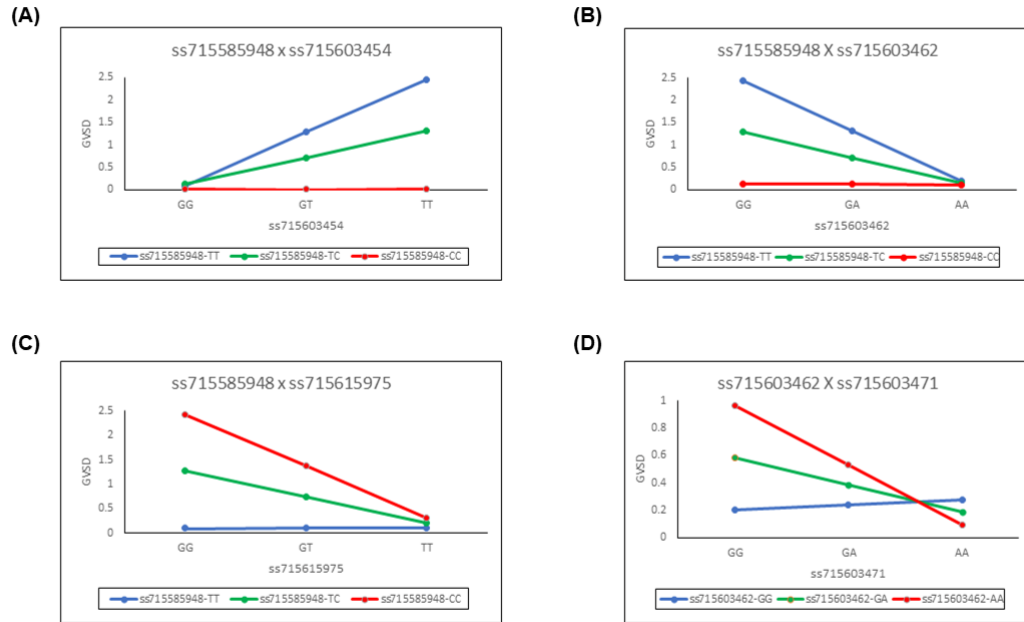 (A)
ss715585948 x ss715603454
2.5
2
1.5
1
0.5
0
GVSD
GG GT TT
ss715603454
ss715585948-TT ss715585948-TC ss715585948-CC
(B)
ss715585948 X ss715603462
2.5
2
1.5
1
0.5
0
GVSD
GG GA AA
ss715603462
ss715585948-TT ss715585948-TC ss715585948-CC
(C)
ss715585948 x ss715615975
2.5
2
1.5
1
0.5
0
GVSD
GG GT TT
ss715615975
ss715585948-TT ss715585948-TC ss715585948-CC
(D)
ss715603462 X ss715603471
1
0.8
0.6
0.4
0.2
0
GVSD
GG GA AA
ss715603471
ss715603462-GG ss715603462-GA ss715603462-AA